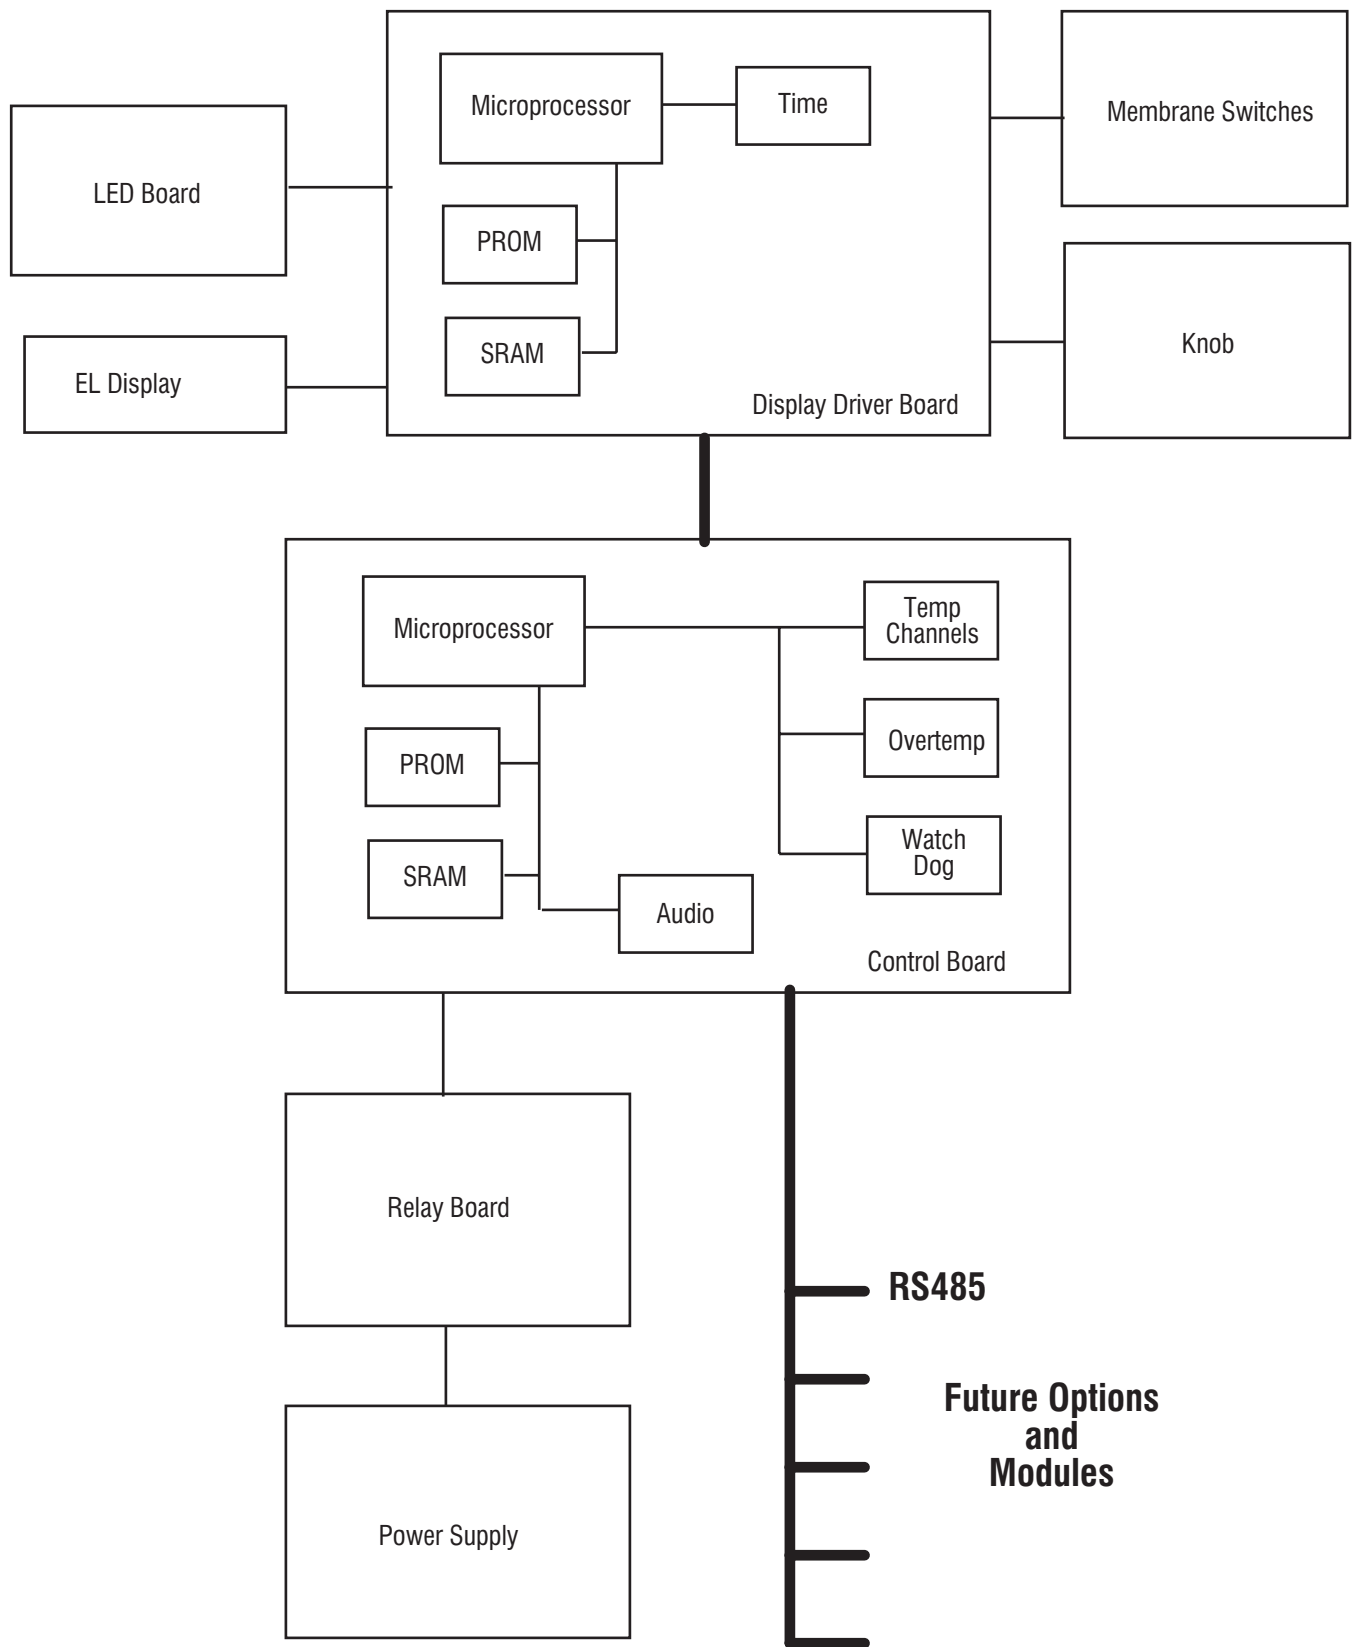 Microprocessor
Time
Membrane Switches
LED Board
PROM
SRAM
Knob
EL Display
Display Driver Board
Microprocessor
Temp
Channels
PROM
Overtemp
SRAM
Watch
Dog
Audio
Control Board
Relay Board
RS485
Future Options
and
Modules
Power Supply